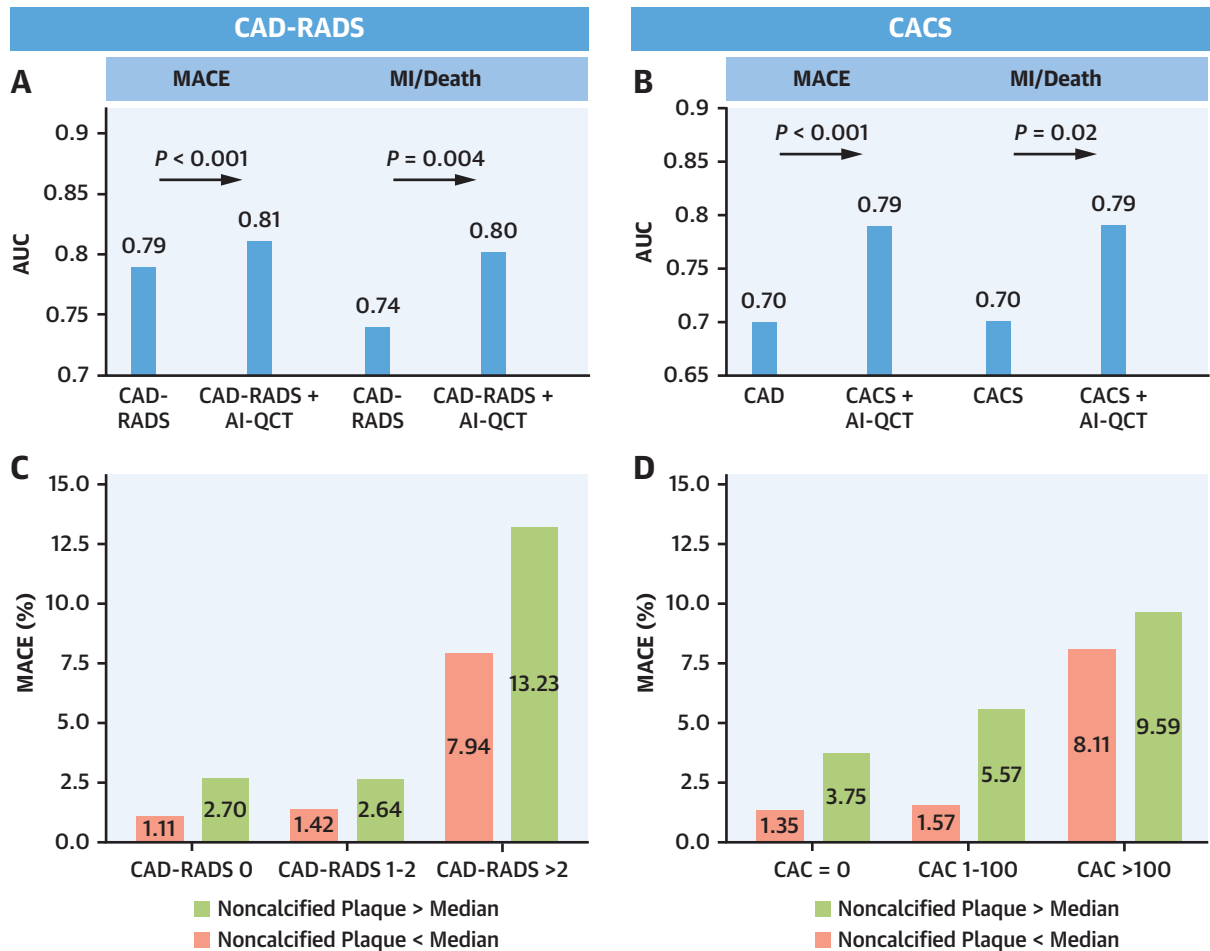 CAD-RADS
CACS
A
MACE
MI/Death
AUC
0.9
0.85
0.8
0.75
0.7
P < 0.001
P = 0.004
0.79
0.81
0.74
0.80
CAD-
RADS
CAD-RADS +
AI-QCT
CAD-
RADS
CAD-RADS +
AI-QCT
B
MACE
MI/Death
AUC
0.9
0.85
0.8
0.75
0.7
0.65
P < 0.001
P = 0.02
0.70
0.79
0.70
0.79
CAD
CACS +
AI-QCT
CACS
CACS +
AI-QCT
C
MACE (%)
15.0
12.5
10.0
7.5
5.0
2.5
0.0
1.11
2.70
1.42
2.64
7.94
13.23
CAD-RADS 0
CAD-RADS 1-2
CAD-RADS >2
Noncalcified Plaque > Median
Noncalcified Plaque < Median
D
MACE (%)
15.0
12.5
10.0
7.5
5.0
2.5
0.0
1.35
3.75
1.57
5.57
8.11
9.59
CAC = 0
CAC 1-100
CAC >100
Noncalcified Plaque > Median
Noncalcified Plaque < Median